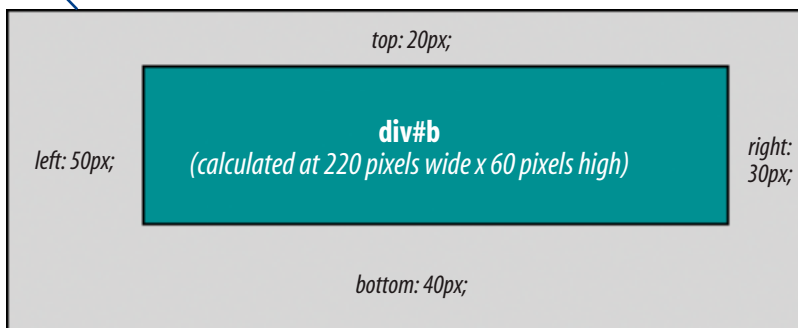 top: 20px;
div#b
left: 50px;
(calculated at 220 pixels wide x 60 pixels high)
right:
30px;
bottom: 40px;